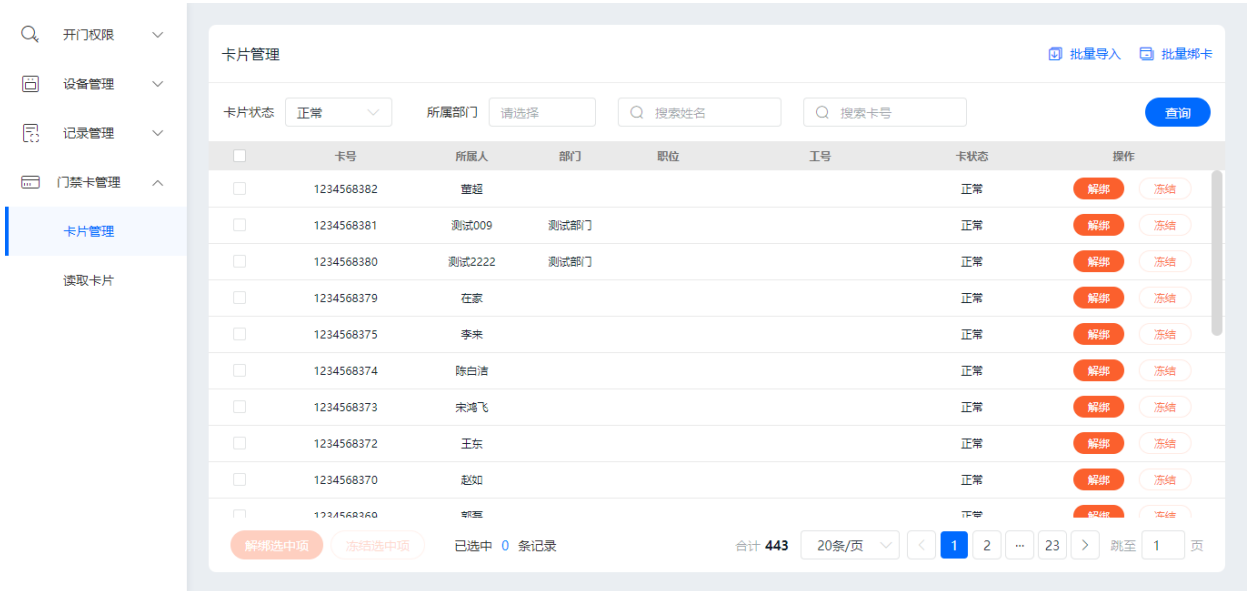 开门权限
设备管理
记录管理
门禁卡管理
卡片管理
读取卡片
卡片管理 批量导入 批量绑卡
卡片状态 正常 所属部门 请选择 搜索姓名 搜索卡号 查询
卡号 所属人 部门 职位 工号 卡状态 操作
1234568382 董超 正常 解绑 冻结
1234568381 测试009 测试部门 正常 解绑 冻结
1234568380 测试2222 测试部门 正常 解绑 冻结
1234568379 在家 正常 解绑 冻结
1234568375 李来 正常 解绑 冻结
1234568374 陈白洁 正常 解绑 冻结
1234568373 宋鸿飞 正常 解绑 冻结
1234568372 王东 正常 解绑 冻结
1234568370 赵如 正常 解绑 冻结
1234568369 郭磊 正常 解绑 冻结
解绑选中项 冻结选中项 已选中 0 条记录 合计 443 20条/页 < 1 2 ... 23 > 跳至 1 页